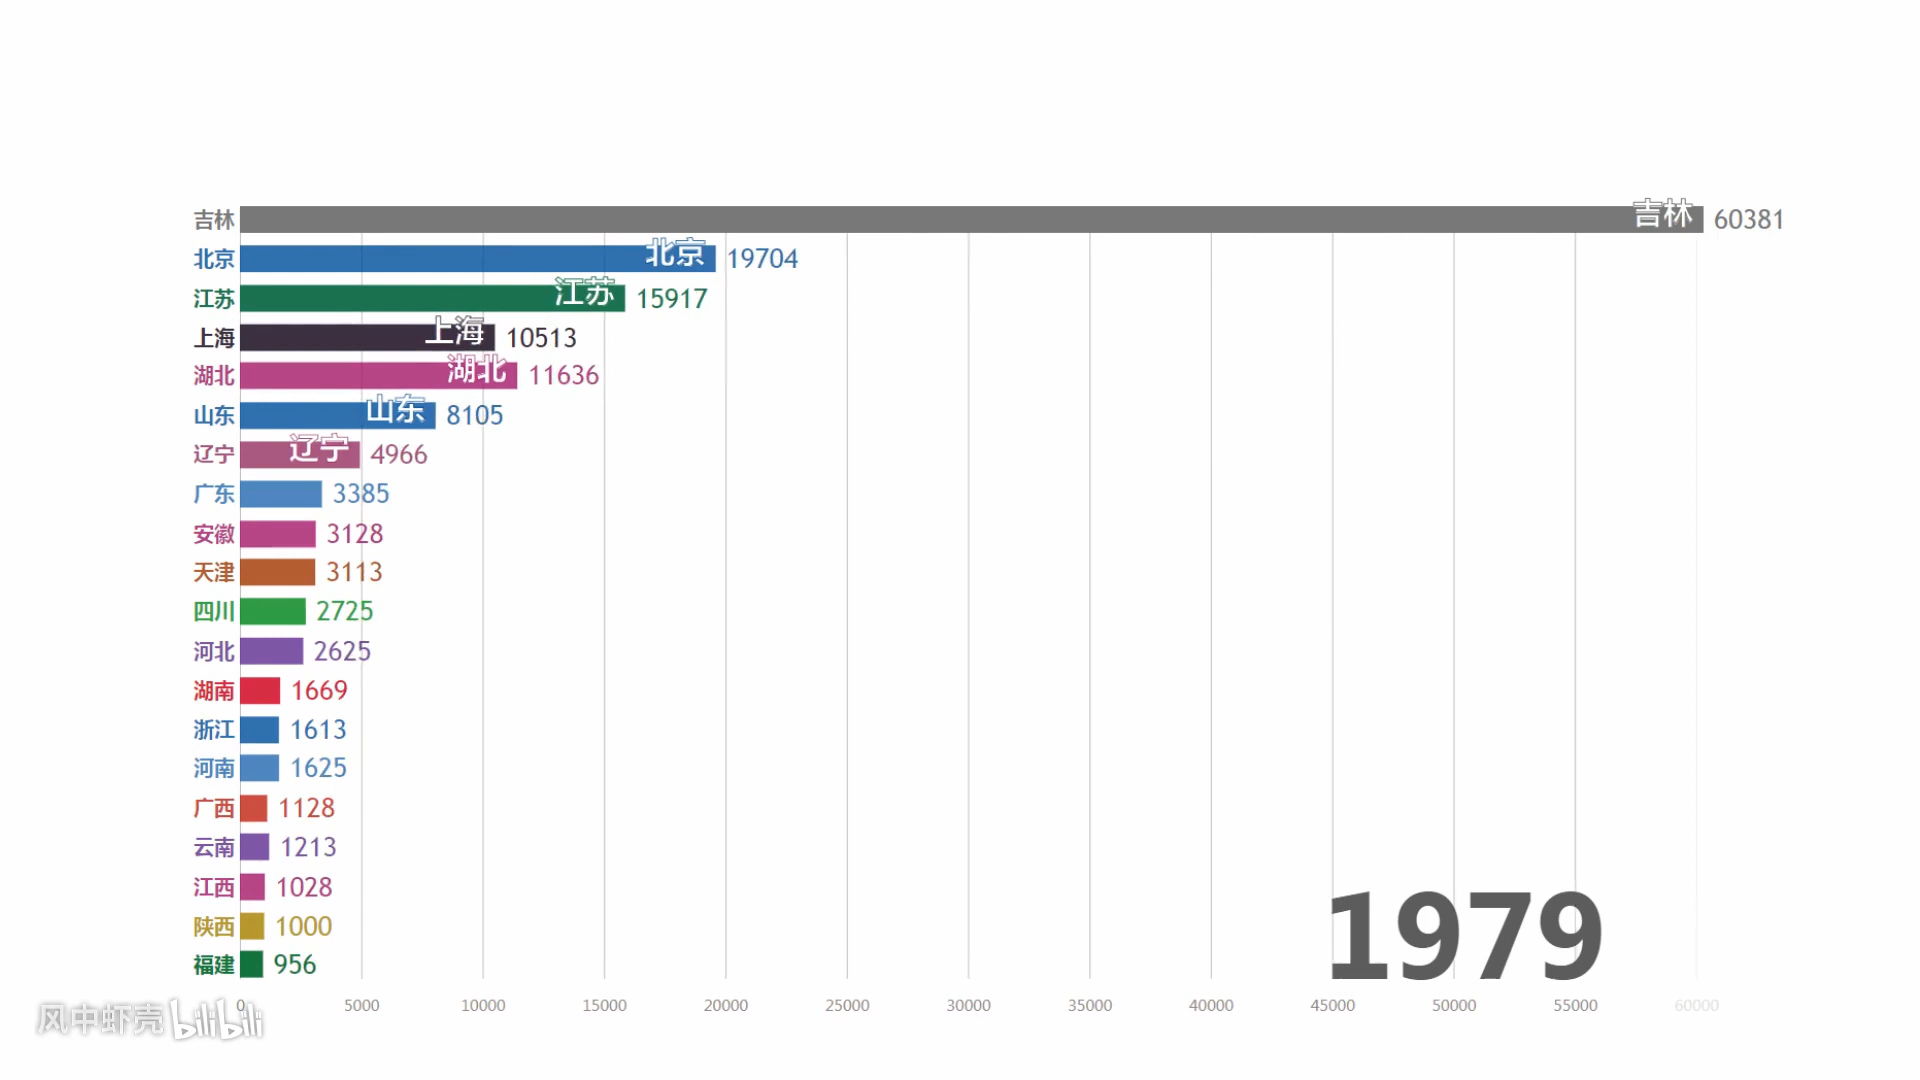 吉林 吉林 60381
北京 北京 19704
江苏 江苏 15917
上海 上海 10513
湖北 湖北 11636
山东 山东 8105
辽宁 辽宁 4966
广东 3385
安徽 3128
天津 3113
四川 2725
河北 2625
湖南 1669
浙江 1613
河南 1625
广西 1128
云南 1213
江西 1028
陕西 1000
福建 956
1979
0 5000 10000 15000 20000 25000 30000 35000 40000 45000 50000 55000 60000
风中虾壳 bilibili